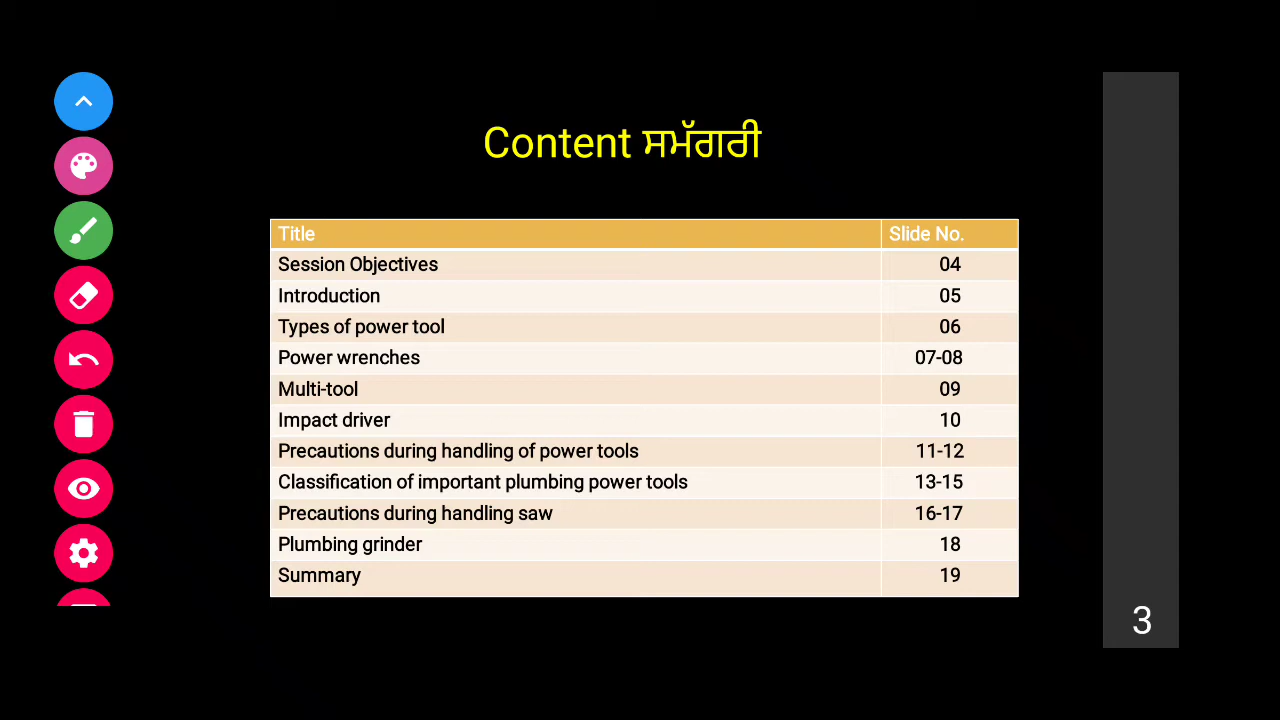 Content ਸਮੱਗਰੀ
Title Slide No.
Session Objectives 04
Introduction 05
Types of power tool 06
Power wrenches 07-08
Multi-tool 09
Impact driver 10
Precautions during handling of power tools 11-12
Classification of important plumbing power tools 13-15
Precautions during handling saw 16-17
Plumbing grinder 18
Summary 19
3